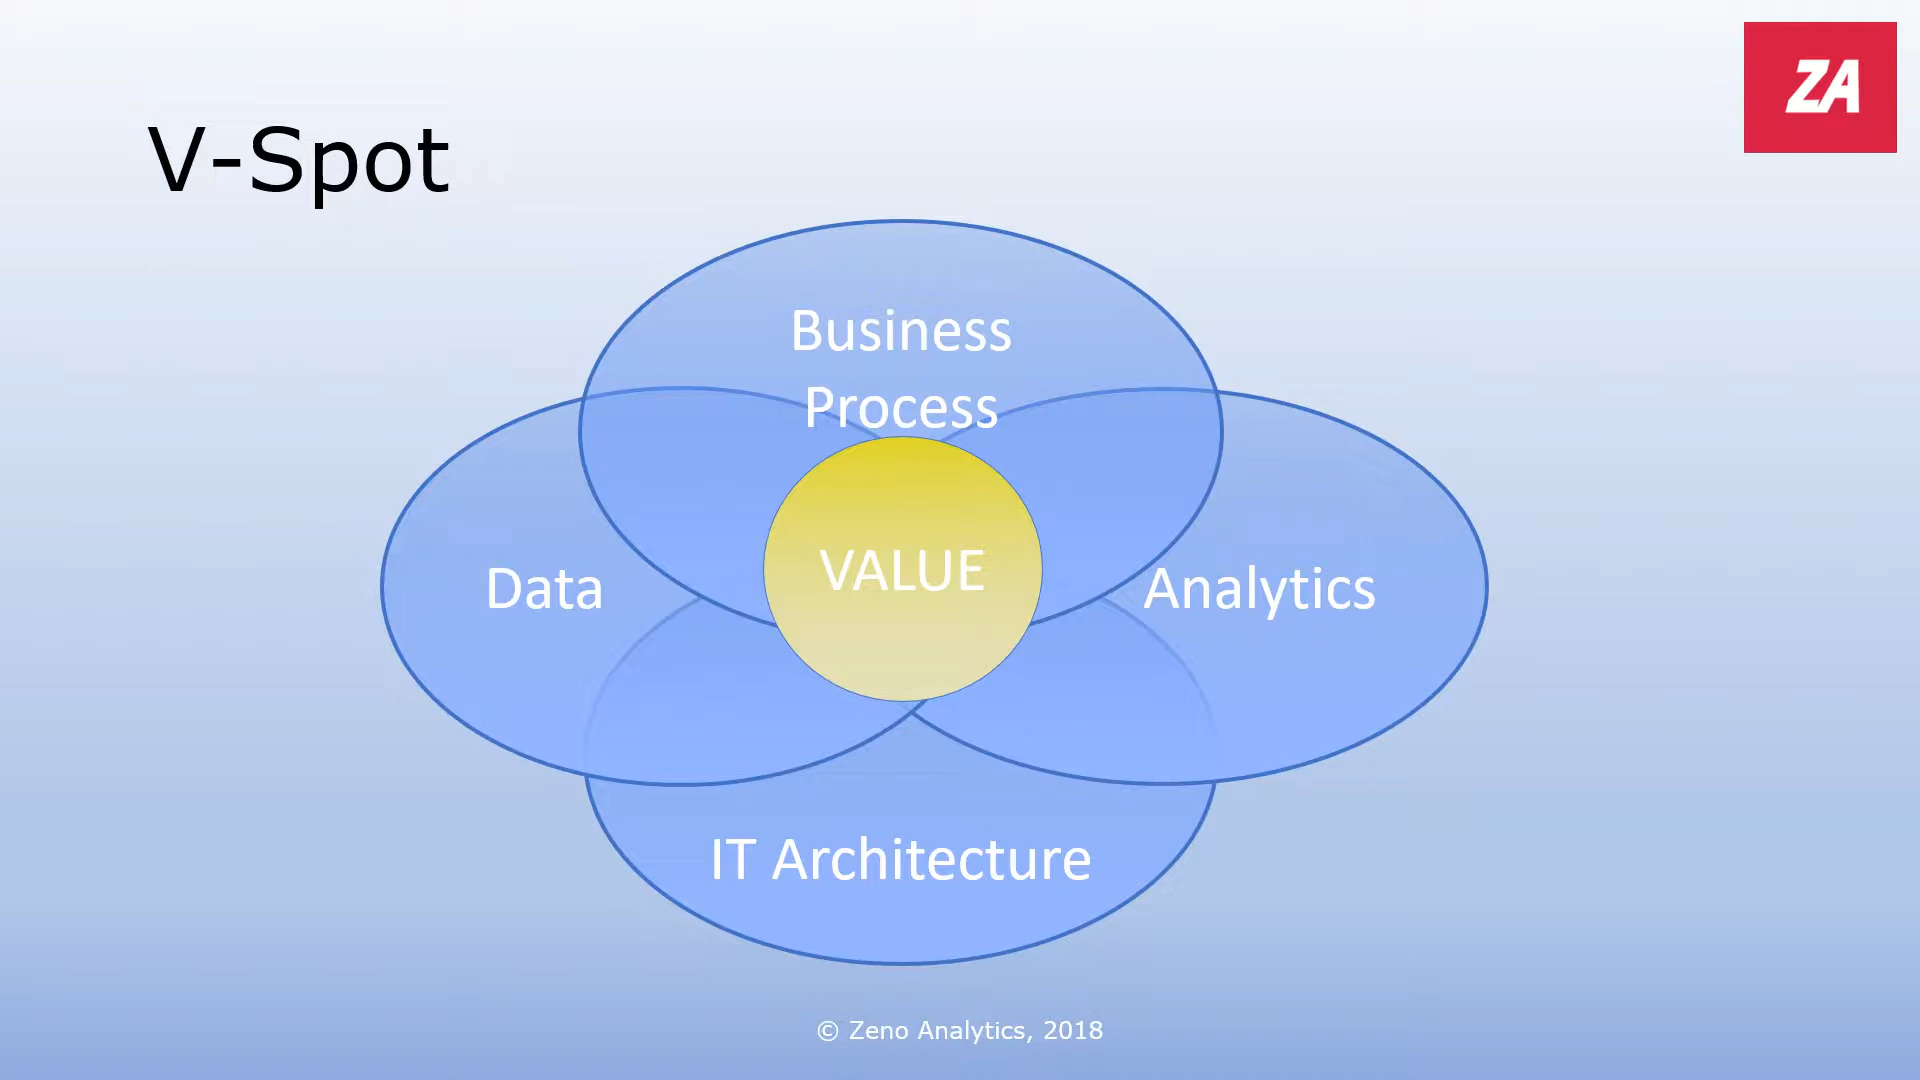 ZA
V-Spot
Business
Process
Data
VALUE
Analytics
IT Architecture
© Zeno Analytics, 2018